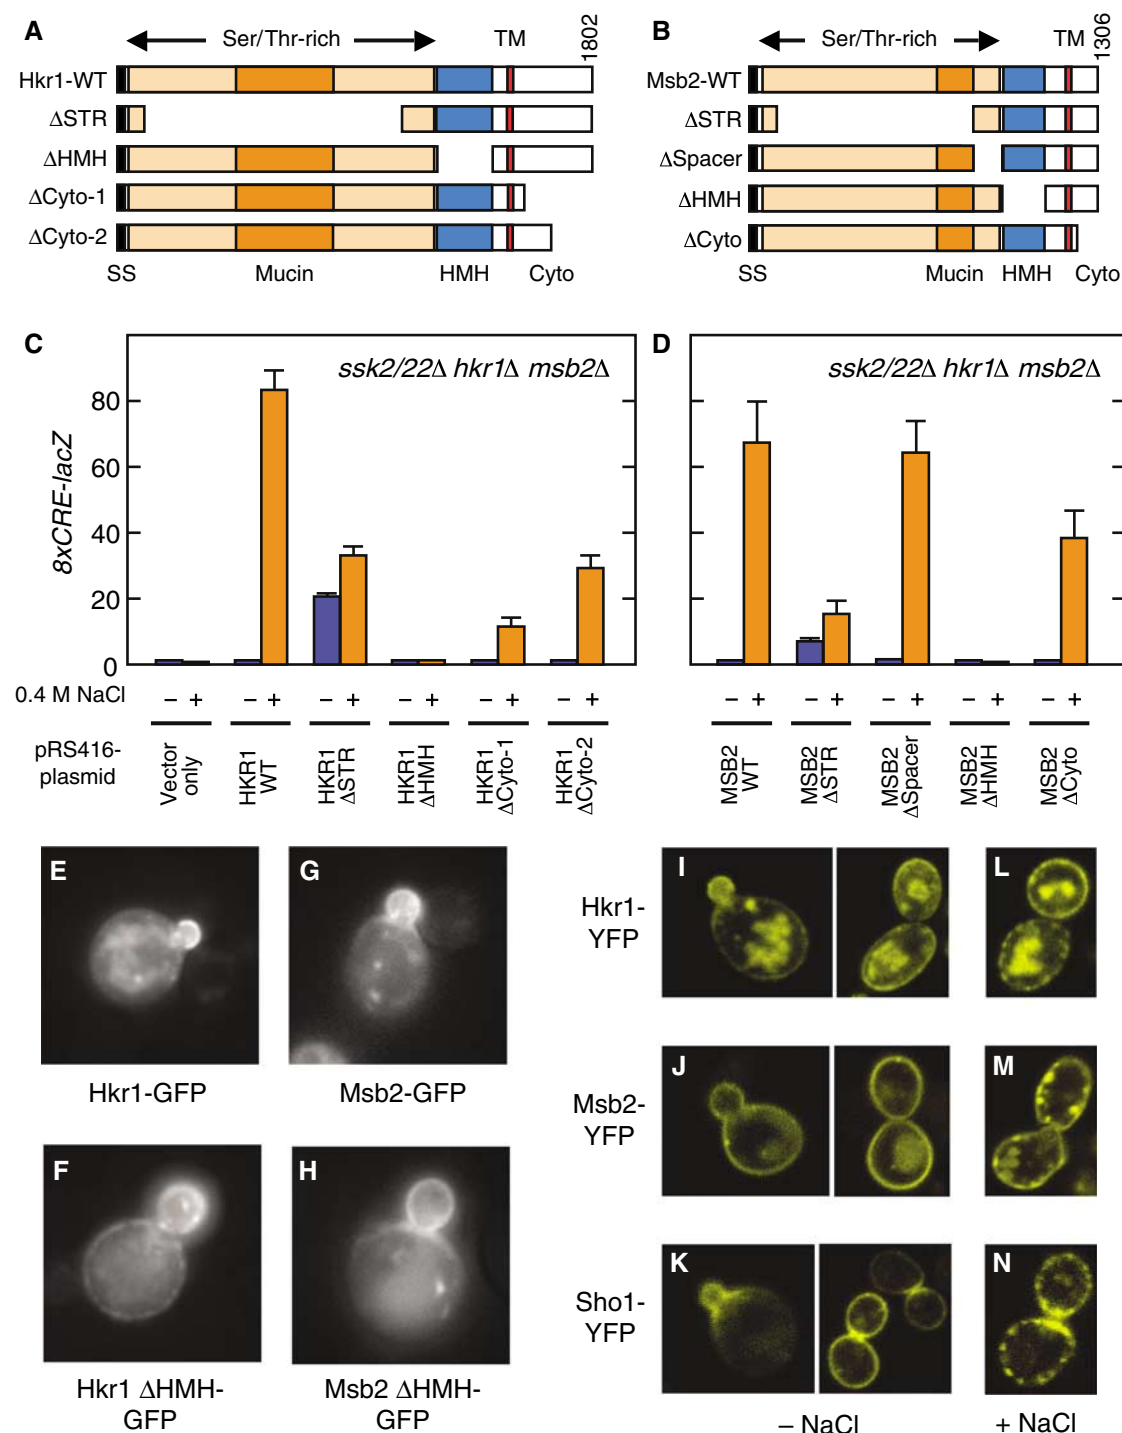 A
Ser/Thr-rich
TM
1802
Hkr1-WT
ΔSTR
ΔHMH
ΔCyto-1
ΔCyto-2
SS
Mucin
HMH
Cyto
B
Ser/Thr-rich
TM
1306
Msb2-WT
ΔSTR
ΔSpacer
ΔHMH
ΔCyto
SS
Mucin
HMH
Cyto
C
ssk2/22Δ hkr1Δ msb2Δ
8xCRE-lacZ
80
60
40
20
0
D
ssk2/22Δ hkr1Δ msb2Δ
0.4 M NaCl
– + – + – + – + – + – +
– + – + – + – + – +
pRS416-
plasmid
Vector
only
HKR1
WT
HKR1
ΔSTR
HKR1
ΔHMH
HKR1
ΔCyto-1
HKR1
ΔCyto-2
MSB2
WT
MSB2
ΔSTR
MSB2
ΔSpacer
MSB2
ΔHMH
MSB2
ΔCyto
E
Hkr1-GFP
G
Msb2-GFP
F
Hkr1 ΔHMH-
GFP
H
Msb2 ΔHMH-
GFP
Hkr1-
YFP
I
L
Msb2-
YFP
J
M
Sho1-
YFP
K
N
– NaCl
+ NaCl